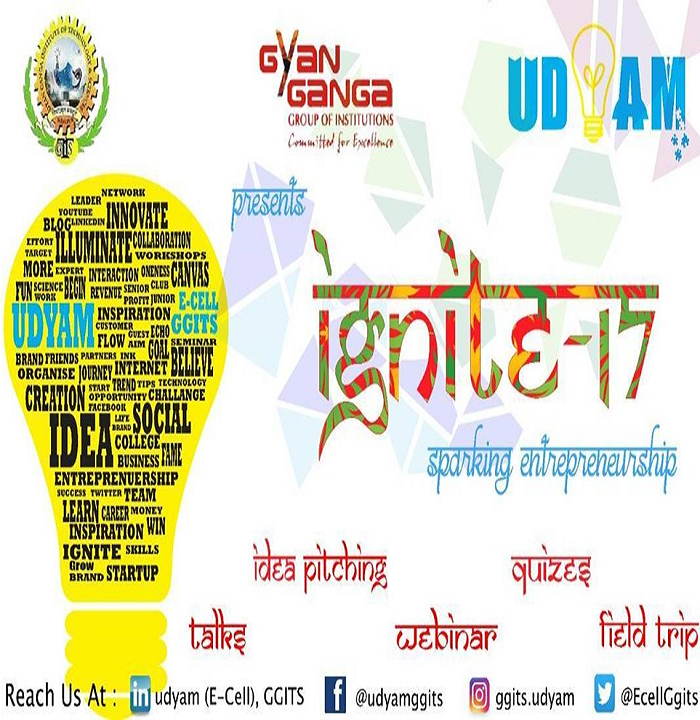 GGITS
GYAN
GANGA
GROUP OF INSTITUTIONS
Committed for Excellence
UDYAM
presents
ignite-17
sparking entrepreneurship
NETWORK
LEADER
YOUTUBE
BLOG LINKEDIN INNOVATE
EFFORT ILLUMINATE COLLABORATION
TARGET WORKSHOPS
MORE EXPERT INTERACTION ONENESS CANVAS
FUN SCIENCE BEGIN REVENUE SENIOR CLUB
WORK PROFIT JUNIOR E-CELL
UDYAM INSPIRATION GGITS
CUSTOMER GUEST ECHO
FLOW AIM GOAL SEMINAR
BRAND FRIENDS PARTNERS INK BELIEVE
ORGANISE JOURNEY INTERNET
CREATION START TREND TIPS TECHNOLOGY
OPPORTUNITY CHALLANGE
FACEBOOK
IDEA BRAND SOCIAL
COLLEGE
BUSINESS FAME
ENTREPRENUERSHIP
SUCCESS TWITTER TEAM
LEARN CAREER MONEY
INSPIRATION WIN
IGNITE SKILLS
Grow
BRAND STARTUP
idea pitching quizes
talks webinar field trip
Reach Us At : in udyam (E-Cell), GGITS f @udyamggits ggits.udyam @EcellGgits